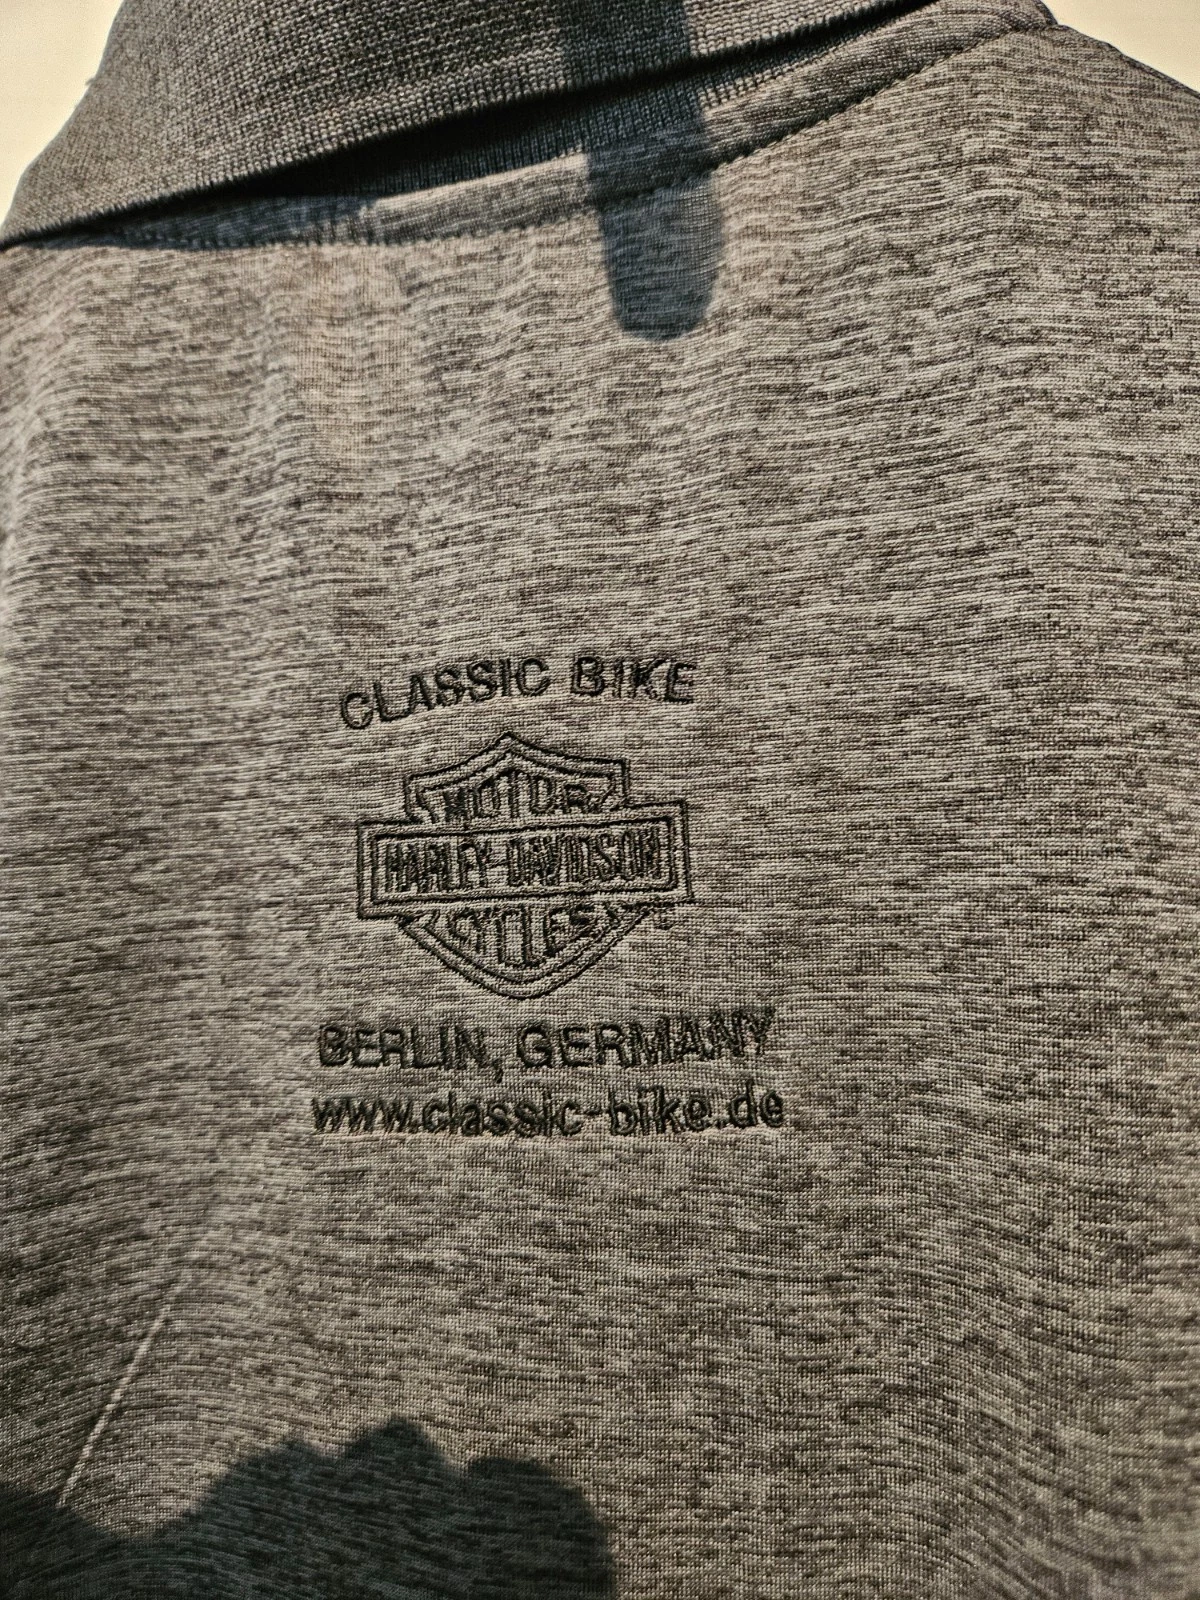 CLASSIC BIKE
MOTOR
HARLEY-DAVIDSON
CYCLES
BERLIN, GERMANY
www.classic-bike.de